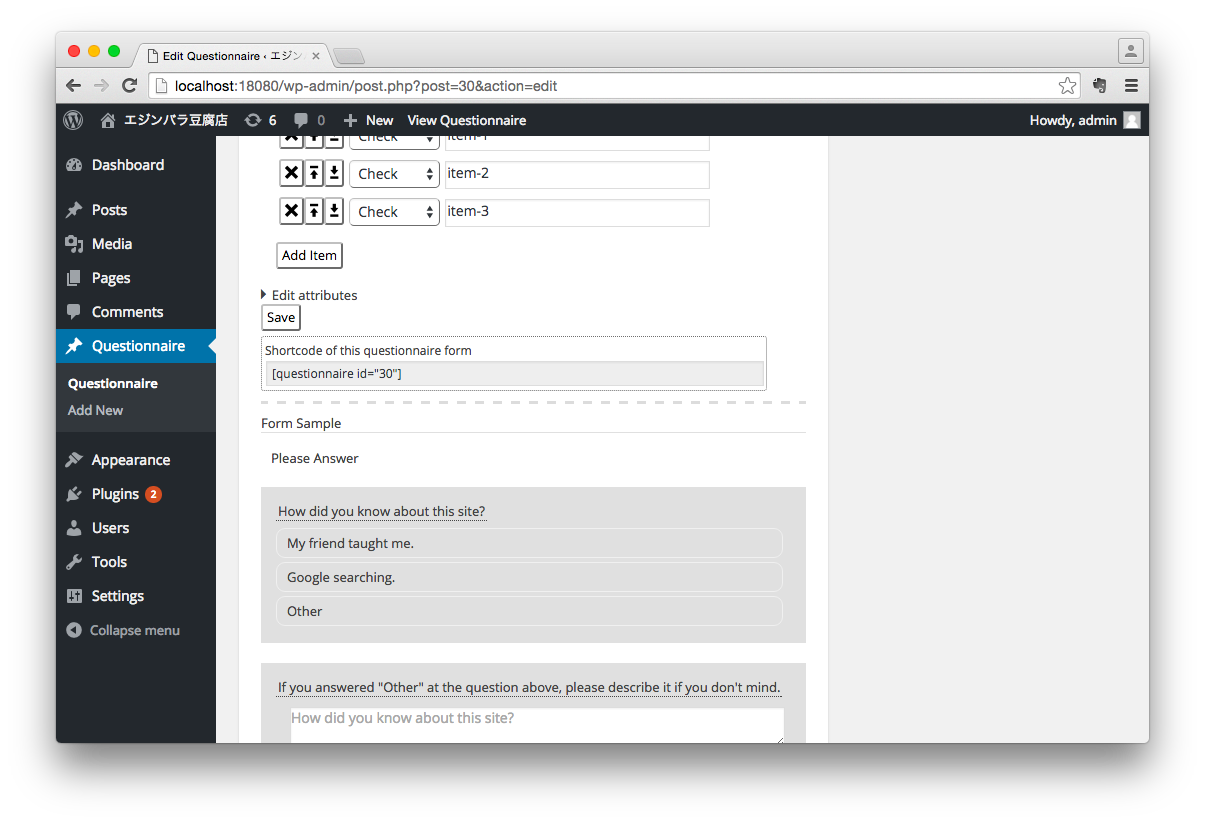 Edit Questionnaire ‹ エジン
localhost:18080/wp-admin/post.php?post=30&action=edit
エジンバラ豆腐店 6 0 New View Questionnaire Howdy, admin
Dashboard
Posts
Media
Pages
Comments
Questionnaire
Questionnaire
Add New
Appearance
Plugins 2
Users
Tools
Settings
Collapse menu
Check item-1
Check item-2
Check item-3
Add Item
Edit attributes
Save
Shortcode of this questionnaire form
[questionnaire id="30"]
Form Sample
Please Answer
How did you know about this site?
My friend taught me.
Google searching.
Other
If you answered "Other" at the question above, please describe it if you don't mind.
How did you know about this site?